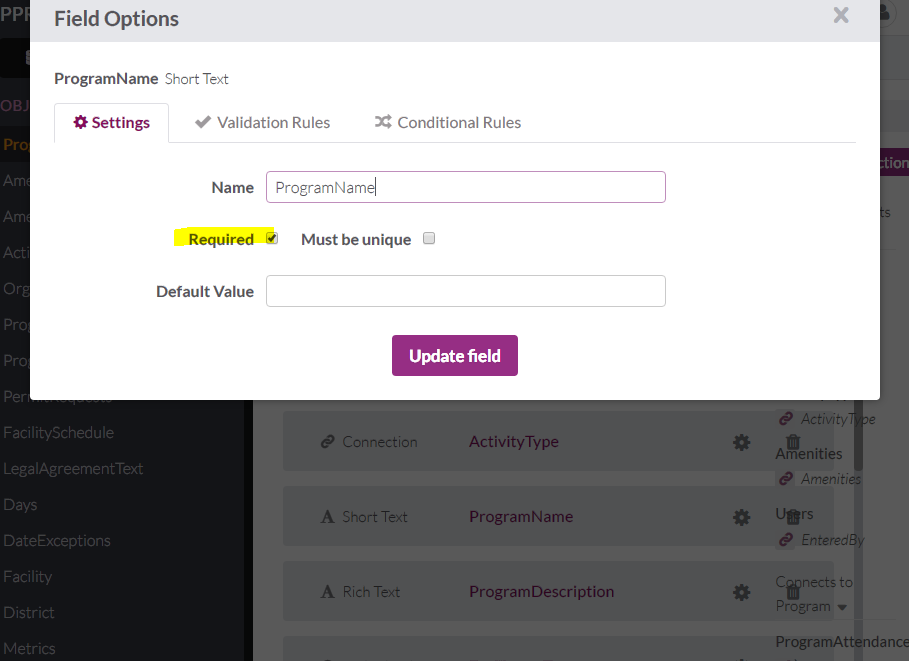 PPR
Field Options
ProgramName Short Text
OBJ
Settings Validation Rules Conditional Rules
Prog
ction
Ame
Name ProgramName
Ame
ts
Required Must be unique
Acti
Org
Default Value
Prog
Prog
Update field
PermitRequests
ActivityType
FacilitySchedule
Connection ActivityType
Amenities
LegalAgreementText
Amenities
Days
Short Text ProgramName
Users
DateExceptions
EnteredBy
Facility
Rich Text ProgramDescription
Connects to
Program
District
Metrics
ProgramAttendance